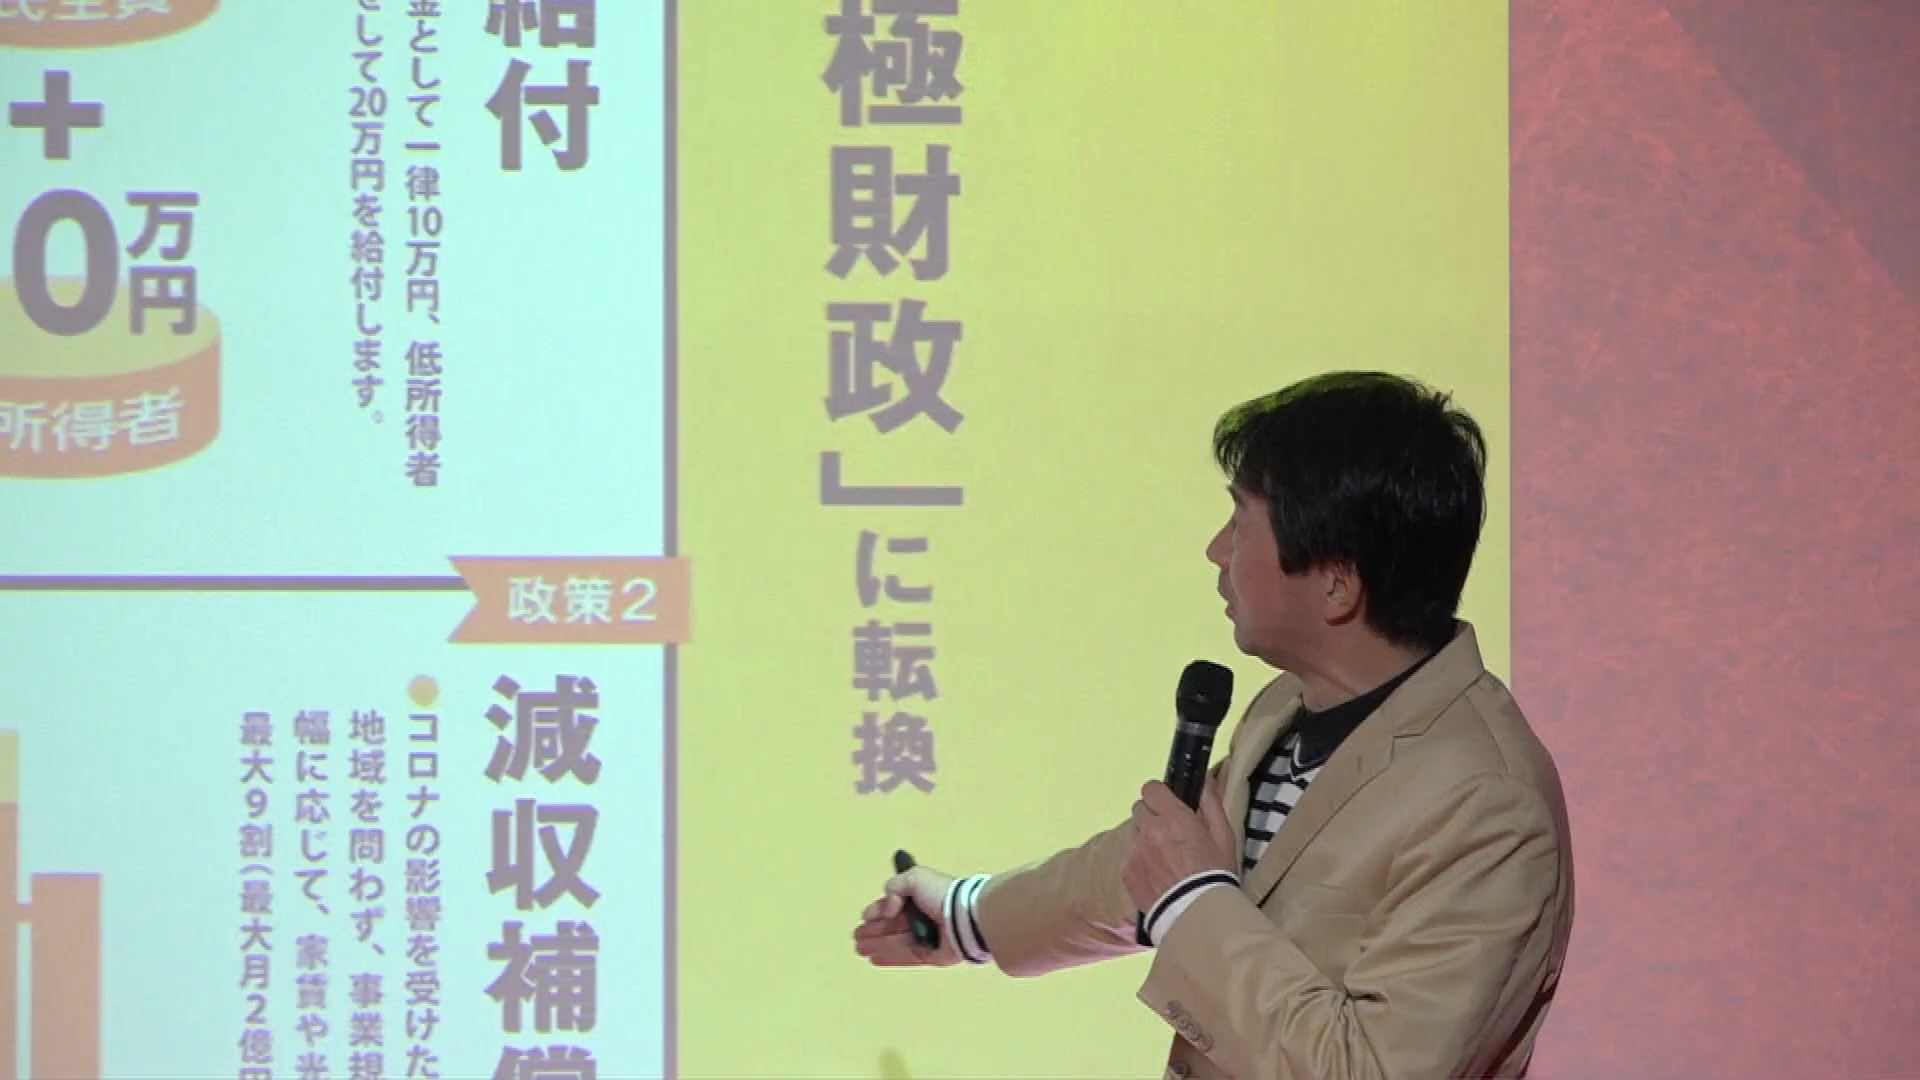 極財政」に転換
給付
金として一律10万円、低所得者
して20万円を給付します。
+
0万円
所得者
政策2
減収補償
●コロナの影響を受けた
地域を問わず、事業規
幅に応じて、家賃や光
最大9割(最大月2億円